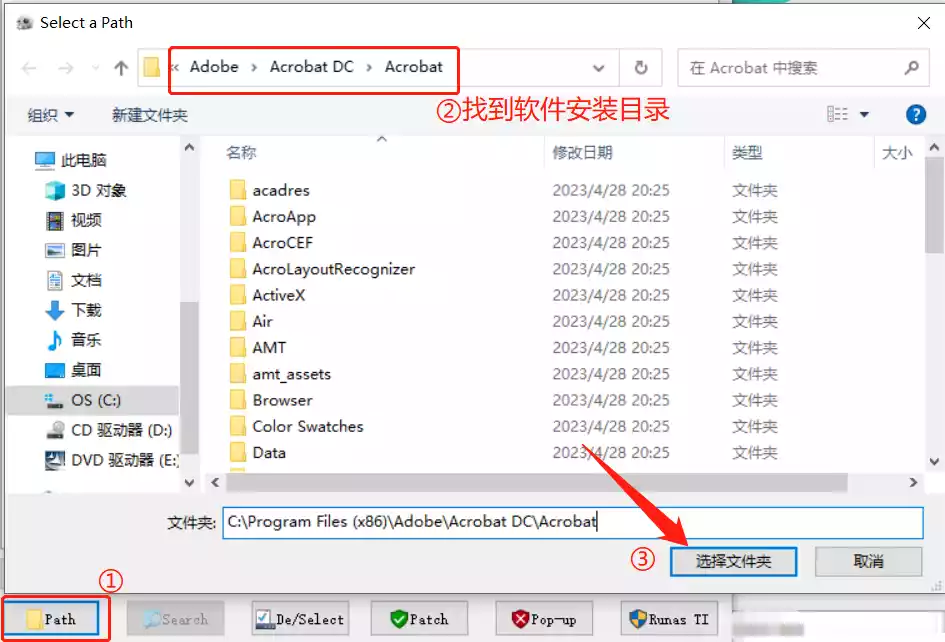 Select a Path
« Adobe › Acrobat DC › Acrobat
在 Acrobat 中搜索
②找到软件安装目录
组织
新建文件夹
?
名称 修改日期 类型 大小
此电脑
3D 对象
视频
图片
文档
下载
音乐
桌面
OS (C:)
CD 驱动器 (D:)
DVD 驱动器 (E:)
acadres 2023/4/28 20:25 文件夹
AcroApp 2023/4/28 20:25 文件夹
AcroCEF 2023/4/28 20:25 文件夹
AcroLayoutRecognizer 2023/4/28 20:25 文件夹
ActiveX 2023/4/28 20:25 文件夹
Air 2023/4/28 20:25 文件夹
AMT 2023/4/28 20:25 文件夹
amt_assets 2023/4/28 20:25 文件夹
Browser 2023/4/28 20:25 文件夹
Color Swatches 2023/4/28 20:25 文件夹
Data 2023/4/28 20:25 文件夹
文件夹: C:\Program Files (x86)\Adobe\Acrobat DC\Acrobat
③ 选择文件夹 取消
①
Path Search De/Select Patch Pop-up Runas TI